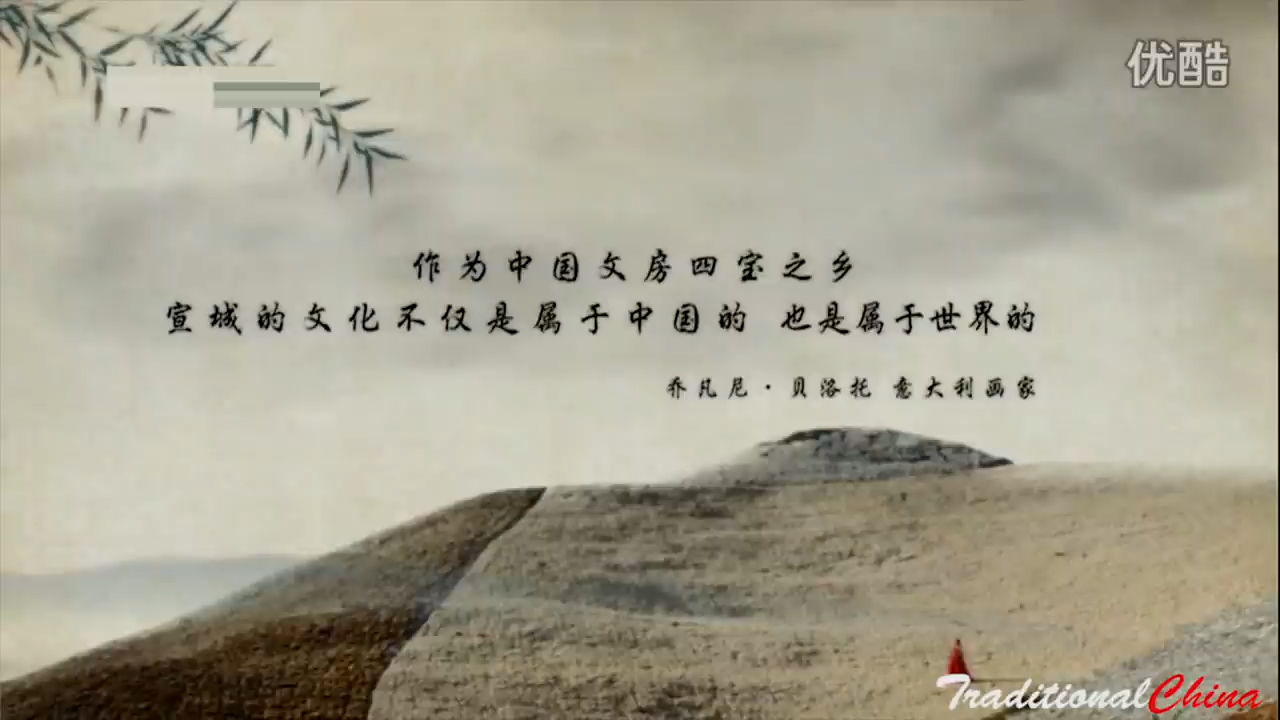 优酷
作为中国文房四宝之乡
宣城的文化不仅是属于中国的 也是属于世界的
乔凡尼·贝洛托 意大利画家
TraditionalChina